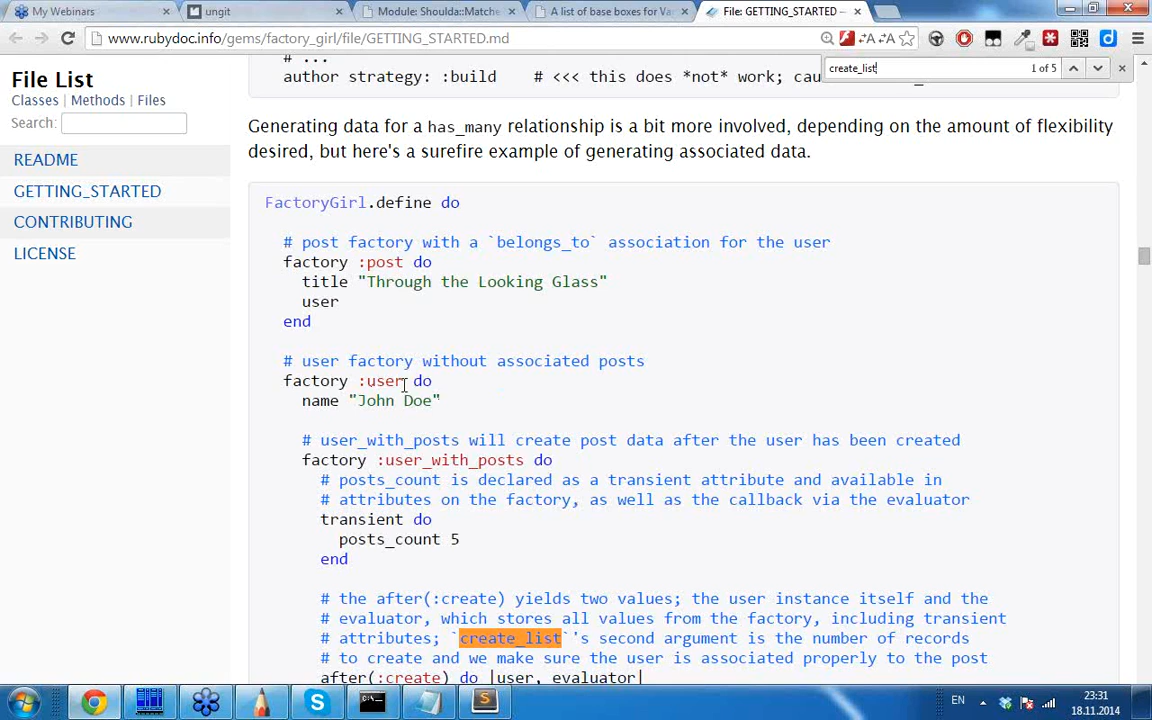 My Webinars
ungit
Module: Shoulda::Matche
A list of base boxes for Va
File: GETTING_STARTED –
www.rubydoc.info/gems/factory_girl/file/GETTING_STARTED.md
create_list
1 of 5
File List
Classes | Methods | Files
Search:
README
GETTING_STARTED
CONTRIBUTING
LICENSE
# ...
author strategy: :build # <<< this does *not* work; cau
Generating data for a has_many relationship is a bit more involved, depending on the amount of flexibility
desired, but here's a surefire example of generating associated data.
FactoryGirl.define do
# post factory with a `belongs_to` association for the user
factory :post do
title "Through the Looking Glass"
user
end
# user factory without associated posts
factory :user do
name "John Doe"
# user_with_posts will create post data after the user has been created
factory :user_with_posts do
# posts_count is declared as a transient attribute and available in
# attributes on the factory, as well as the callback via the evaluator
transient do
posts_count 5
end
# the after(:create) yields two values; the user instance itself and the
# evaluator, which stores all values from the factory, including transient
# attributes; `create_list`'s second argument is the number of records
# to create and we make sure the user is associated properly to the post
after(:create) do |user, evaluator|
EN
23:31
18.11.2014